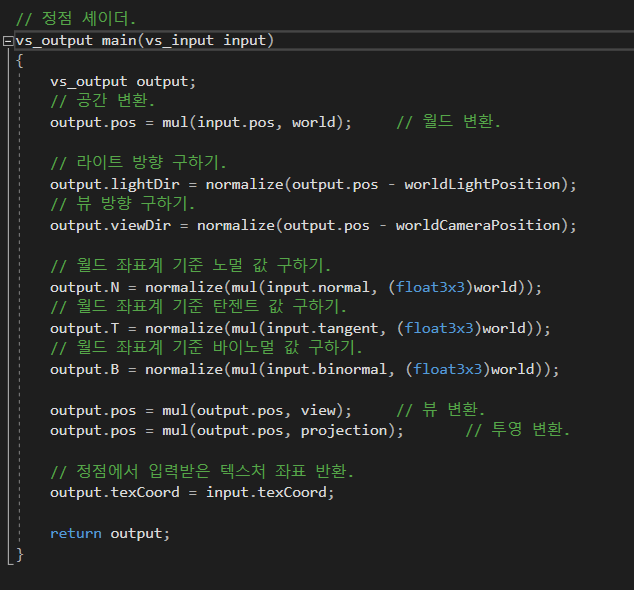 // 정점 셰이더.
vs_output main(vs_input input)
{
    vs_output output;
    // 공간 변환.
    output.pos = mul(input.pos, world);     // 월드 변환.

    // 라이트 방향 구하기.
    output.lightDir = normalize(output.pos - worldLightPosition);
    // 뷰 방향 구하기.
    output.viewDir = normalize(output.pos - worldCameraPosition);

    // 월드 좌표계 기준 노멀 값 구하기.
    output.N = normalize(mul(input.normal, (float3x3)world));
    // 월드 좌표계 기준 탄젠트 값 구하기.
    output.T = normalize(mul(input.tangent, (float3x3)world));
    // 월드 좌표계 기준 바이노멀 값 구하기.
    output.B = normalize(mul(input.binormal, (float3x3)world));

    output.pos = mul(output.pos, view);     // 뷰 변환.
    output.pos = mul(output.pos, projection);       // 투영 변환.

    // 정점에서 입력받은 텍스처 좌표 반환.
    output.texCoord = input.texCoord;

    return output;
}